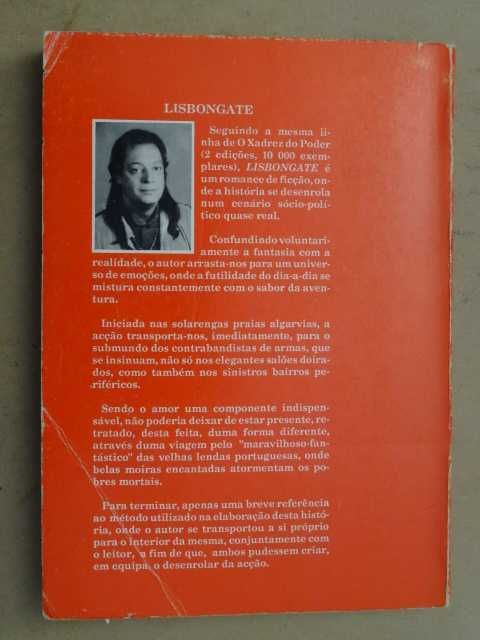 LISBONGATE
Seguindo a mesma li-
nha de O Xadrez do Poder
(2 edições, 10 000 exem-
plares), LISBONGATE é
um romance de ficção, on-
de a história se desenrola
num cenário sócio-polí-
tico quase real.
Confundindo voluntari-
amente a fantasia com a
realidade, o autor arrasta-nos para um univer-
so de emoções, onde a futilidade do dia-a-dia se
mistura constantemente com o sabor da aven-
tura.
Iniciada nas solarengas praias algarvias, a
acção transporta-nos, imediatamente, para o
submundo dos contrabandistas de armas, que
se insinuam, não só nos elegantes salões doira-
dos, como também nos sinistros bairros pe-
riféricos.
Sendo o amor uma componente indispen-
sável, não poderia deixar de estar presente, re-
tratado, desta feita, duma forma diferente,
através duma viagem pelo "maravilhoso-fan-
tástico" das velhas lendas portuguesas, onde
belas moiras encantadas atormentam os po-
bres mortais.
Para terminar, apenas uma breve referência
ao método utilizado na elaboração desta histó-
ria, onde o autor se transportou a si próprio
para o interior da mesma, conjuntamente com
o leitor, a fim de que, ambos pudessem criar,
em equipa, o desenrolar da acção.